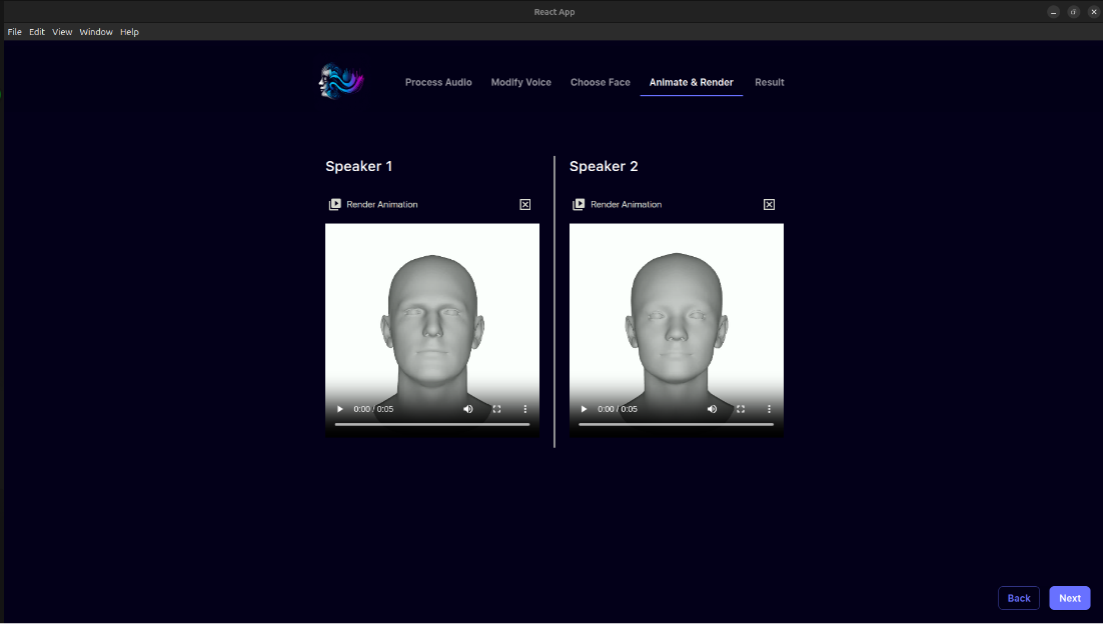 React App
File Edit View Window Help
Process Audio Modify Voice Choose Face Animate & Render Result
Speaker 1
Render Animation
0:00 / 0:05
Speaker 2
Render Animation
0:00 / 0:05
Back Next